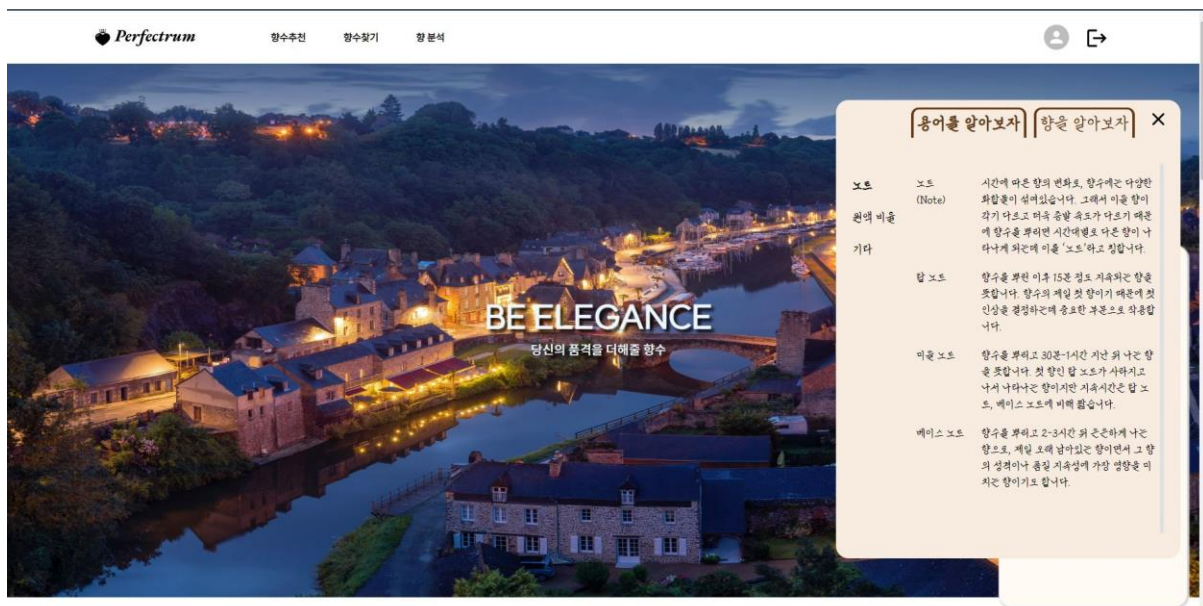 Perfectrum
향수추천 향수찾기 향 분석
BE ELEGANCE
당신의 품격을 더해줄 향수
용어를 알아보자 향을 알아보자
노트
원액 비율
기타
노트
(Note)
시간에 따른 향의 변화로, 향수에는 다양한
화합물이 섞여있습니다. 그래서 이들 향이
각기 다르고 더욱 증발 속도가 다르기 때문
에 향수를 뿌리면 시간대별로 다른 향이 나
타나게 되는데 이를 '노트'라고 칭합니다.
탑 노트
향수를 뿌린 이후 15분 정도 지속되는 향을
뜻합니다. 향수의 제일 첫 향이기 때문에 첫
인상을 결정하는데 중요한 부분으로 작용합
니다.
미들 노트
향수를 뿌리고 30분-1시간 지난 뒤 나는 향
을 뜻합니다. 첫 향인 탑 노트가 사라지고
나서 나타나는 향이지만 지속시간은 탑 노
트, 베이스 노트에 비해 짧습니다.
베이스 노트
향수를 뿌리고 2-3시간 뒤 은은하게 나는
향으로, 제일 오래 남아있는 향이면서 그 향
의 성격이나 품질 지속성에 가장 영향을 미
치는 향이기도 합니다.